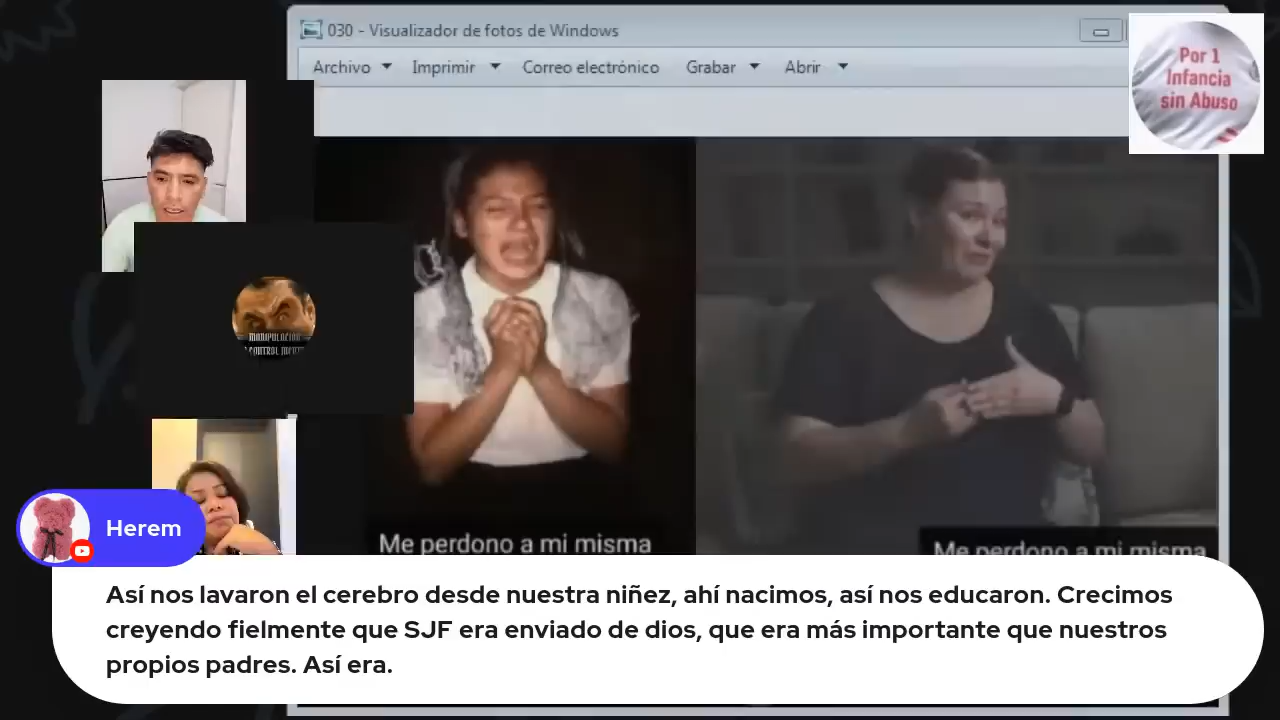 030 - Visualizador de fotos de Windows
Archivo Imprimir Correo electrónico Grabar Abrir
Por 1
Infancia
sin Abuso
MANIPULACION
CONTROL
Me perdono a mi misma
Me perdono a mi misma
Herem
Así nos lavaron el cerebro desde nuestra niñez, ahí nacimos, así nos educaron. Crecimos
creyendo fielmente que SJF era enviado de dios, que era más importante que nuestros
propios padres. Así era.